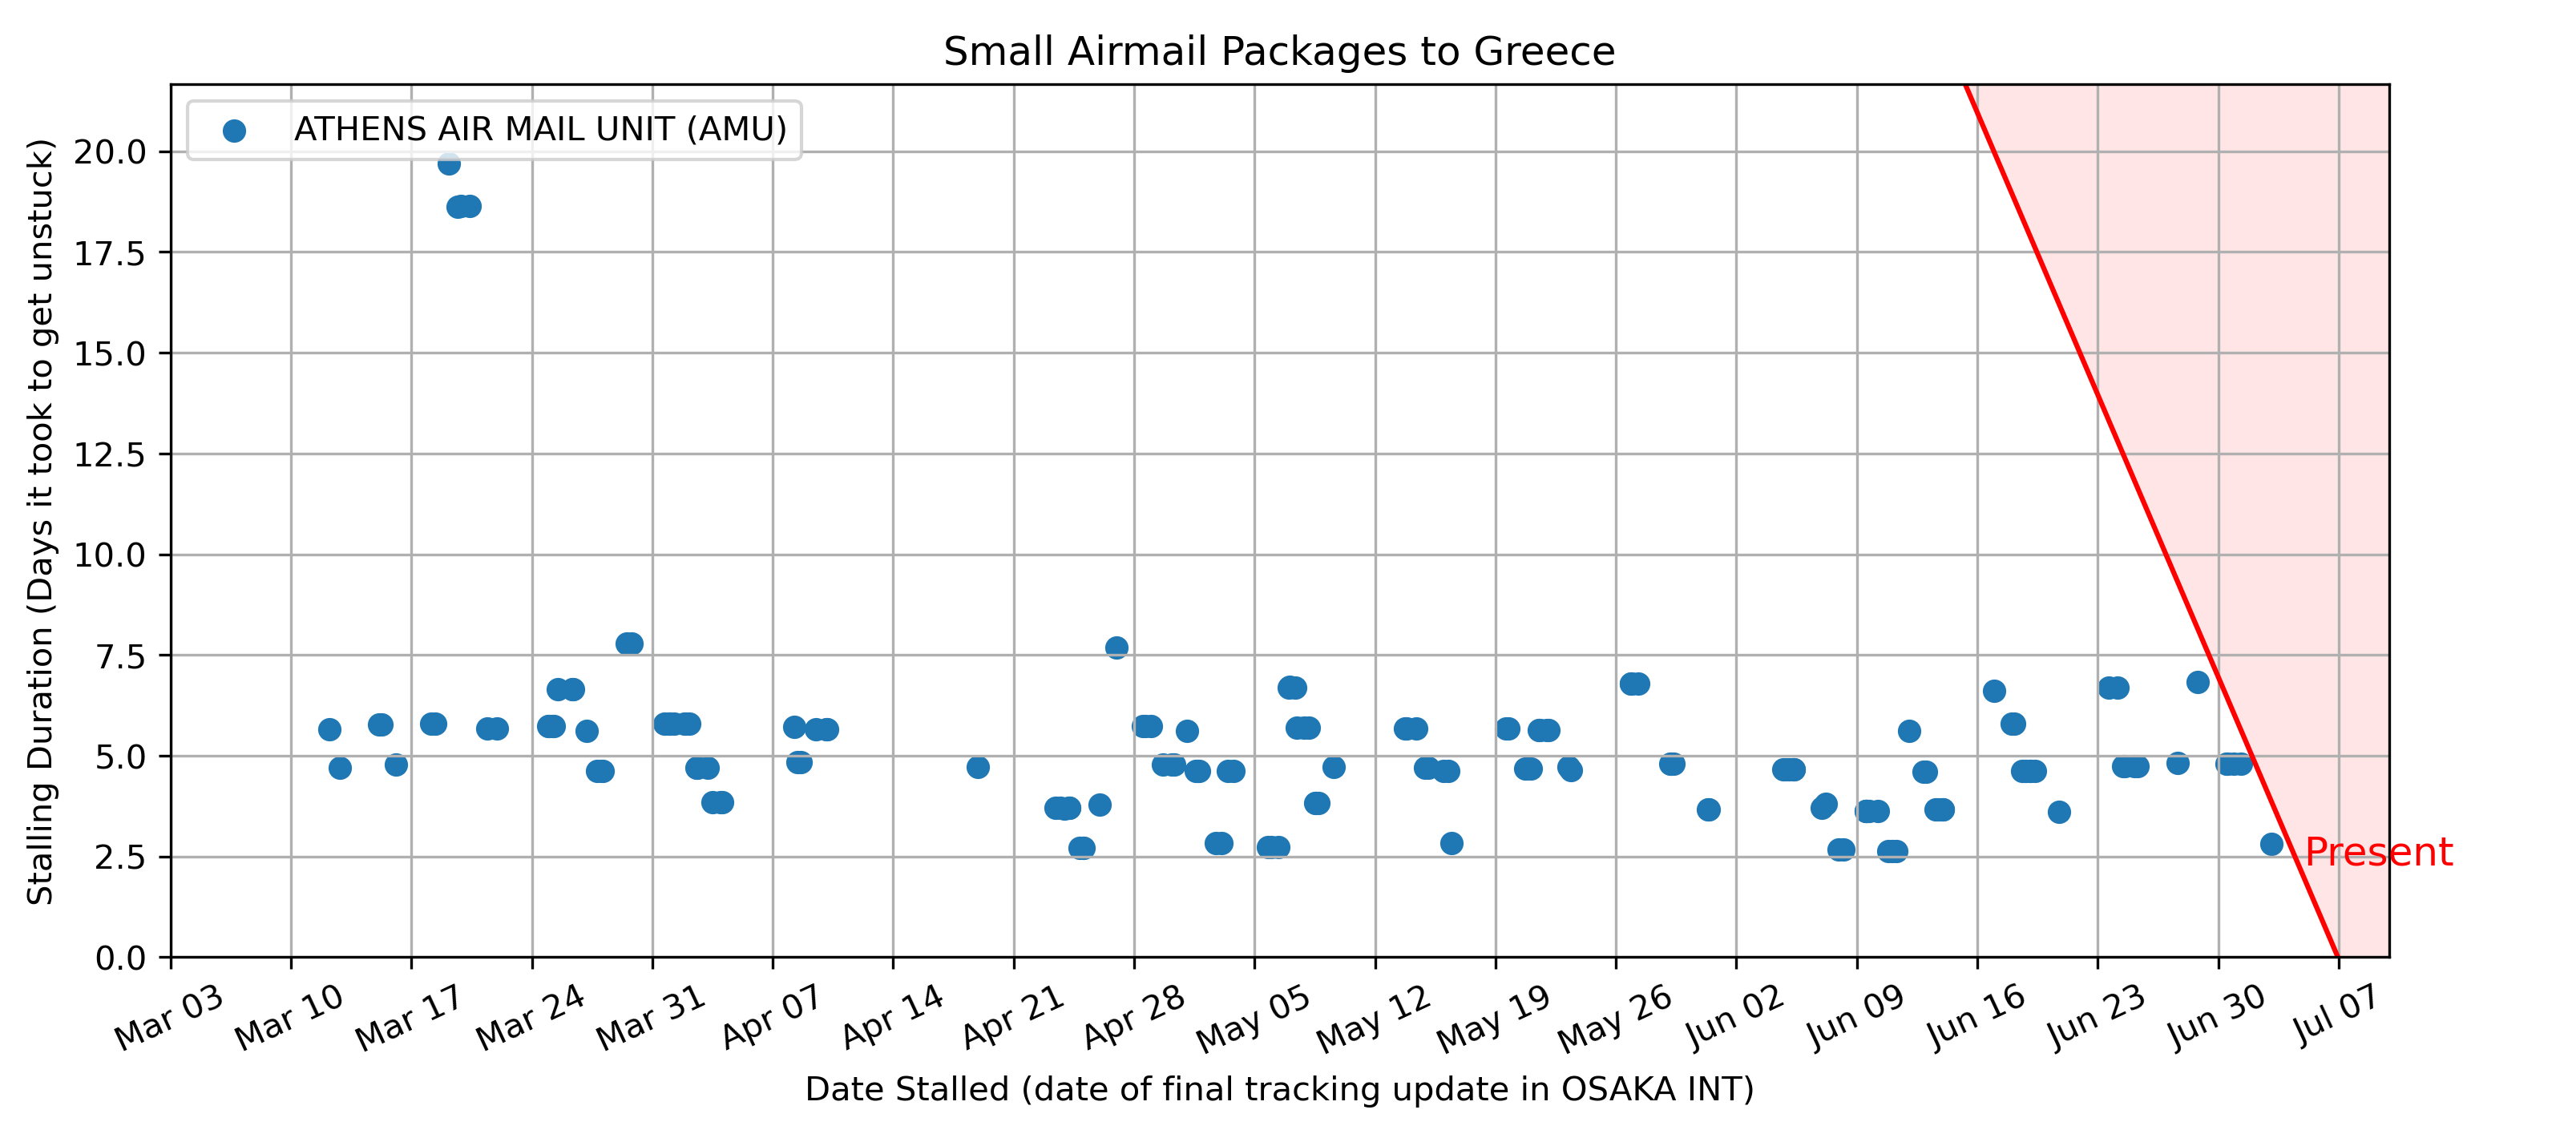 Small Airmail Packages to Greece
ATHENS AIR MAIL UNIT (AMU)
Stalling Duration (Days it took to get unstuck)
20.0
17.5
15.0
12.5
10.0
7.5
5.0
2.5
0.0
Present
Mar 03
Mar 10
Mar 17
Mar 24
Mar 31
Apr 07
Apr 14
Apr 21
Apr 28
May 05
May 12
May 19
May 26
Jun 02
Jun 09
Jun 16
Jun 23
Jun 30
Jul 07
Date Stalled (date of final tracking update in OSAKA INT)